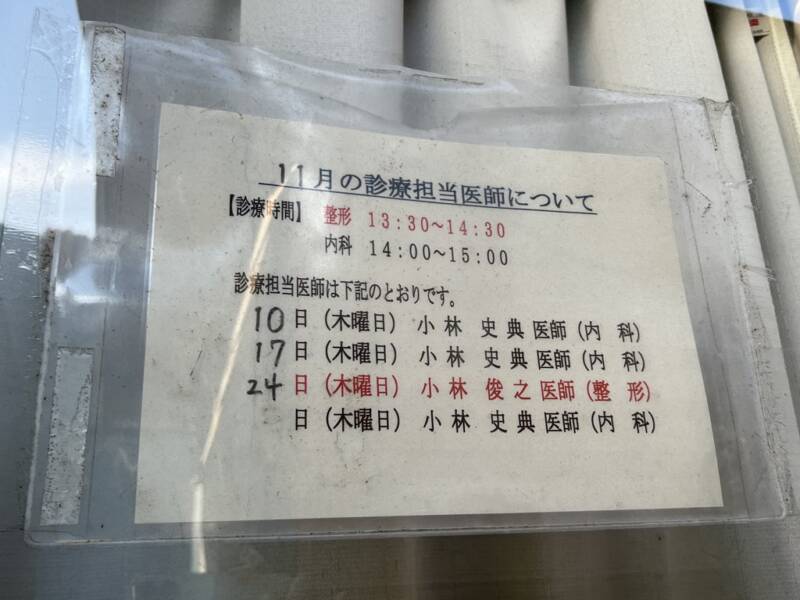 11月の診療担当医師について
【診療時間】 整形 13:30～14:30
内科 14:00～15:00
診療担当医師は下記のとおりです。
10日（木曜日） 小林 史典 医師（内 科）
17日（木曜日） 小林 史典 医師（内 科）
24日（木曜日） 小林 俊之 医師（整 形）
日（木曜日） 小林 史典 医師（内 科）